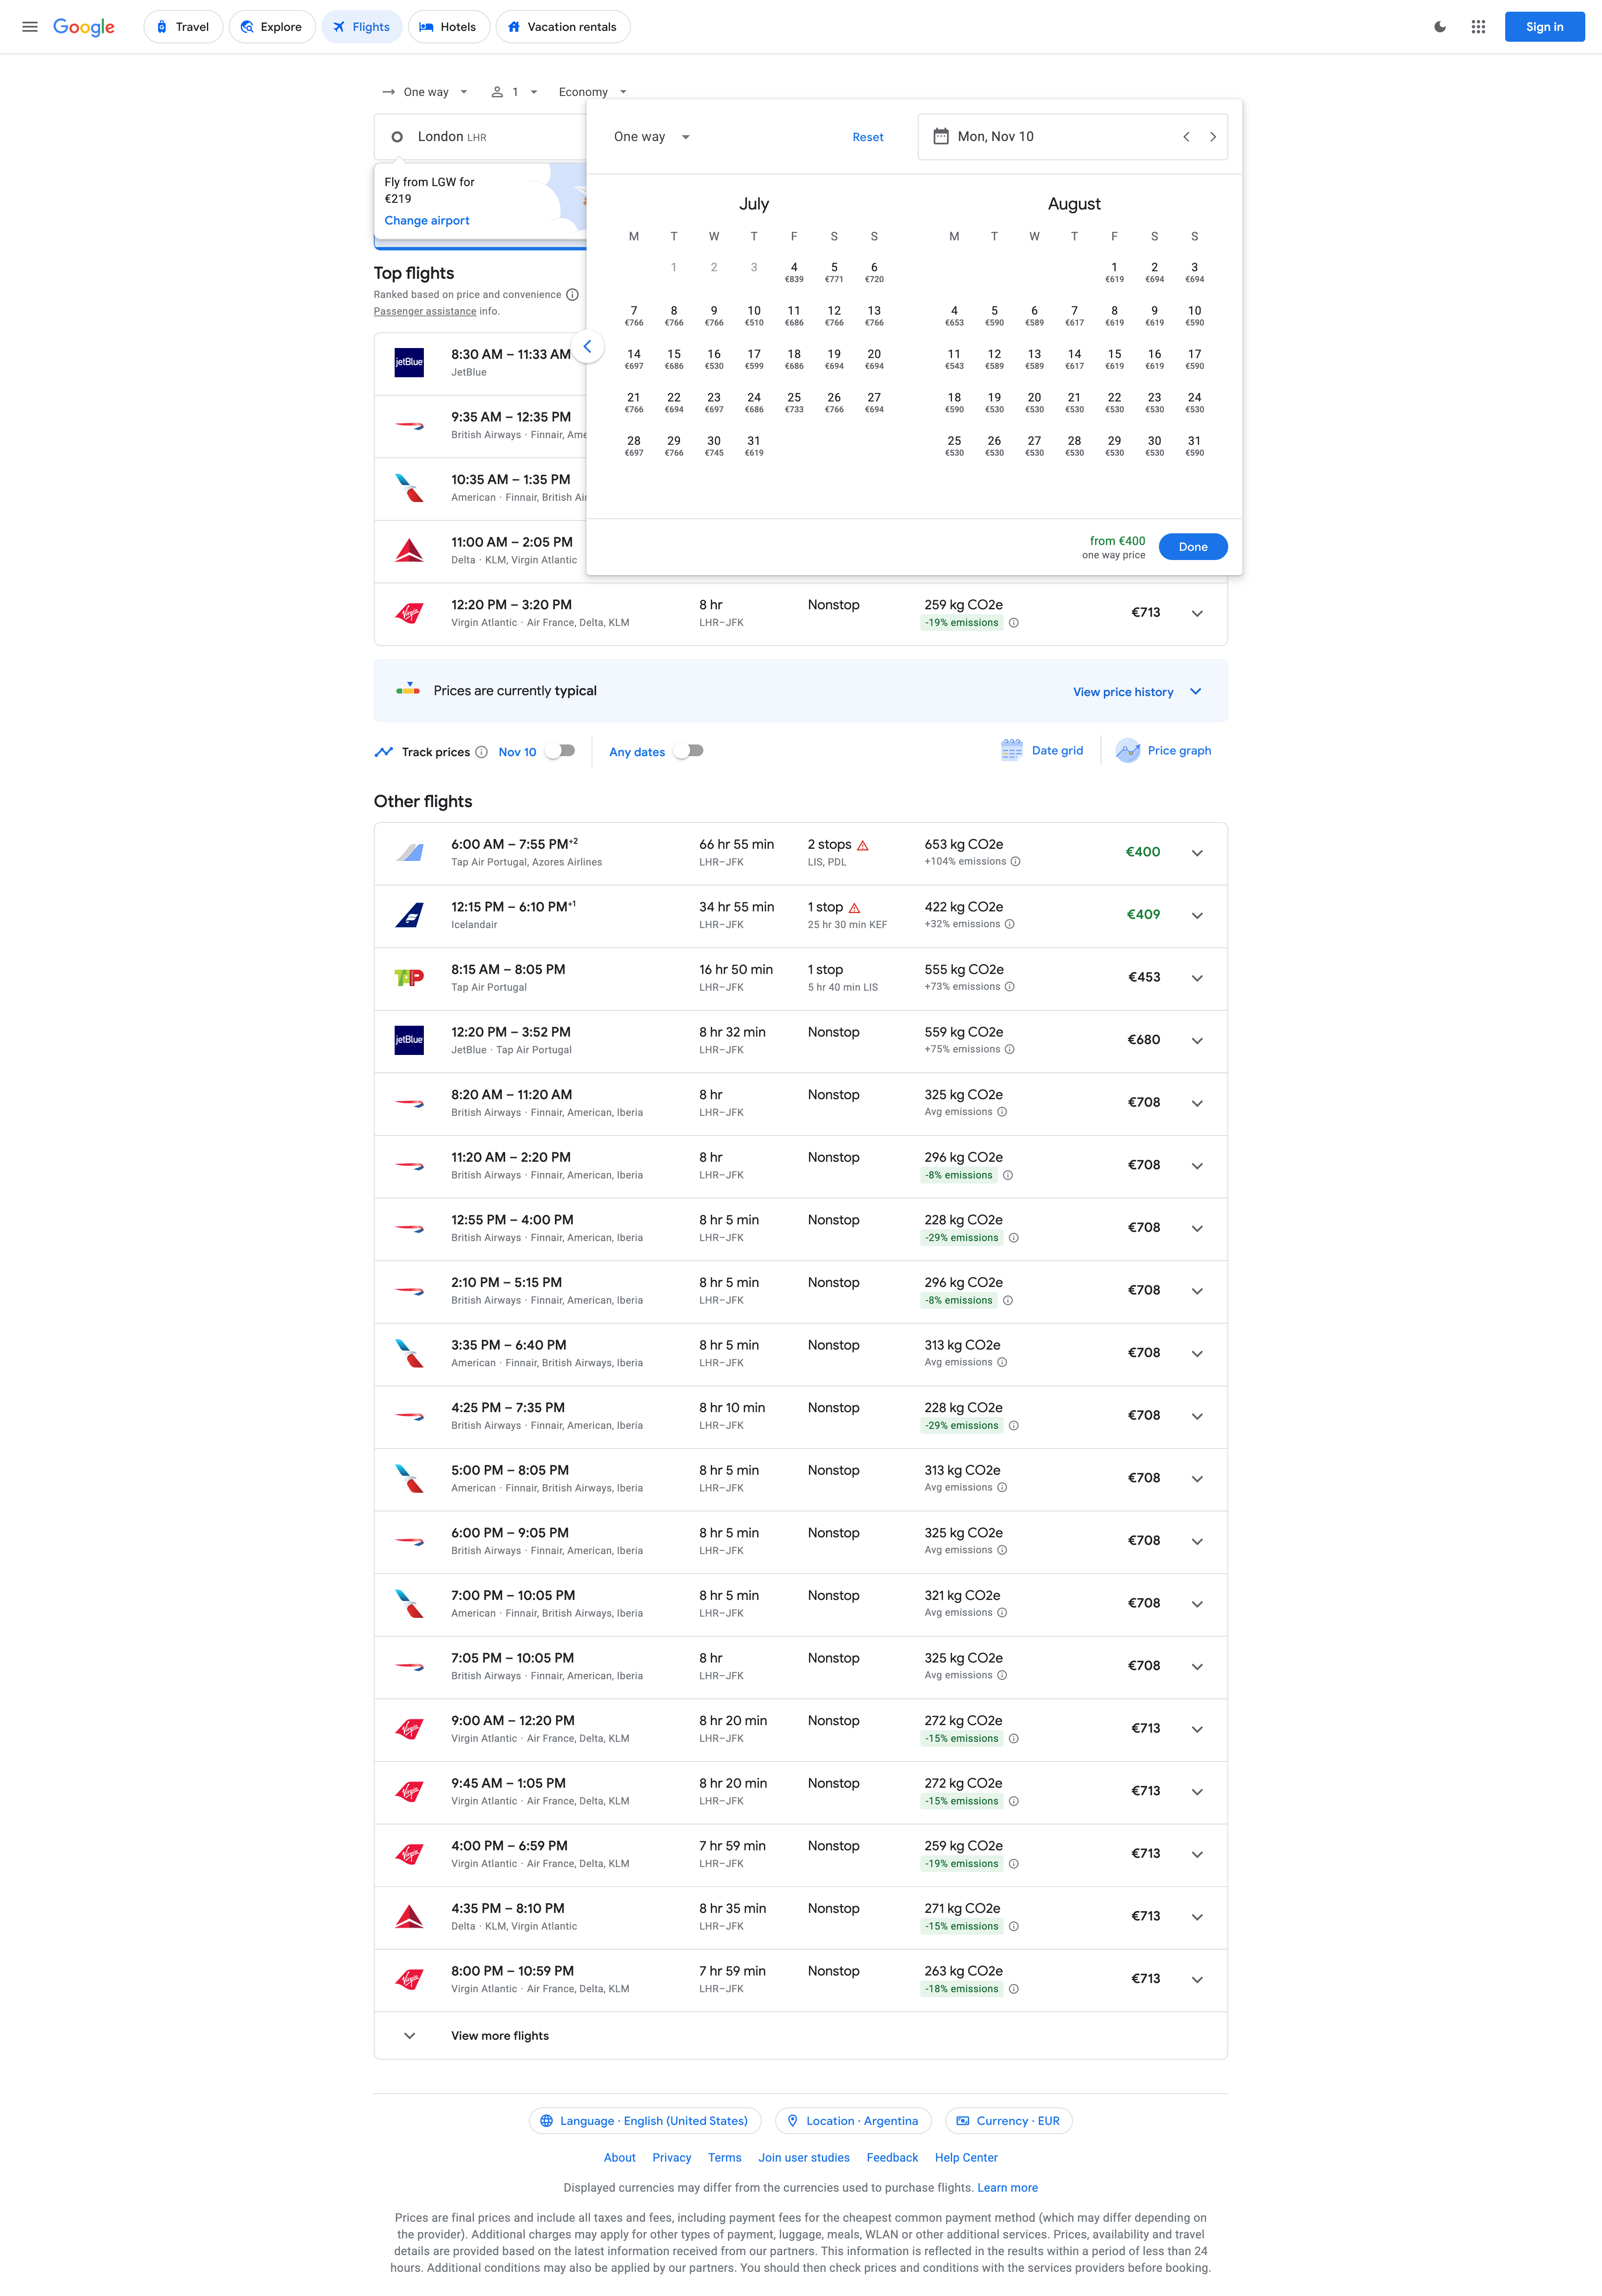 Google
Travel
Explore
Flights
Hotels
Vacation rentals
Sign in
One way
1
Economy
London LHR
Fly from LGW for
€219
Change airport
One way
Reset
Mon, Nov 10
July
M T W T F S S
1 2 3 4 5 6
€839 €771 €720
7 8 9 10 11 12 13
€766 €766 €766 €510 €686 €766 €766
14 15 16 17 18 19 20
€697 €686 €530 €599 €686 €694 €694
21 22 23 24 25 26 27
€766 €694 €697 €686 €733 €766 €694
28 29 30 31
€697 €766 €745 €619
August
M T W T F S S
1 2 3
€619 €694 €694
4 5 6 7 8 9 10
€653 €590 €589 €617 €619 €619 €590
11 12 13 14 15 16 17
€543 €589 €589 €617 €619 €619 €590
18 19 20 21 22 23 24
€590 €530 €530 €530 €530 €530 €530
25 26 27 28 29 30 31
€530 €530 €530 €530 €530 €530 €590
from €400
one way price
Done
Top flights
Ranked based on price and convenience
Passenger assistance info.
jetBlue
8:30 AM – 11:33 AM
JetBlue
9:35 AM – 12:35 PM
British Airways · Finnair, Ame
10:35 AM – 1:35 PM
American · Finnair, British Air
11:00 AM – 2:05 PM
Delta · KLM, Virgin Atlantic
12:20 PM – 3:20 PM 8 hr Nonstop 259 kg CO2e €713
Virgin Atlantic · Air France, Delta, KLM LHR–JFK -19% emissions
Prices are currently typical
View price history
Track prices
Nov 10
Any dates
Date grid
Price graph
Other flights
6:00 AM – 7:55 PM+2 66 hr 55 min 2 stops 653 kg CO2e €400
Tap Air Portugal, Azores Airlines LHR–JFK LIS, PDL +104% emissions
12:15 PM – 6:10 PM+1 34 hr 55 min 1 stop 422 kg CO2e €409
Icelandair LHR–JFK 25 hr 30 min KEF +32% emissions
TAP
8:15 AM – 8:05 PM 16 hr 50 min 1 stop 555 kg CO2e €453
Tap Air Portugal LHR–JFK 5 hr 40 min LIS +73% emissions
jetBlue
12:20 PM – 3:52 PM 8 hr 32 min Nonstop 559 kg CO2e €680
JetBlue · Tap Air Portugal LHR–JFK +75% emissions
8:20 AM – 11:20 AM 8 hr Nonstop 325 kg CO2e €708
British Airways · Finnair, American, Iberia LHR–JFK Avg emissions
11:20 AM – 2:20 PM 8 hr Nonstop 296 kg CO2e €708
British Airways · Finnair, American, Iberia LHR–JFK -8% emissions
12:55 PM – 4:00 PM 8 hr 5 min Nonstop 228 kg CO2e €708
British Airways · Finnair, American, Iberia LHR–JFK -29% emissions
2:10 PM – 5:15 PM 8 hr 5 min Nonstop 296 kg CO2e €708
British Airways · Finnair, American, Iberia LHR–JFK -8% emissions
3:35 PM – 6:40 PM 8 hr 5 min Nonstop 313 kg CO2e €708
American · Finnair, British Airways, Iberia LHR–JFK Avg emissions
4:25 PM – 7:35 PM 8 hr 10 min Nonstop 228 kg CO2e €708
British Airways · Finnair, American, Iberia LHR–JFK -29% emissions
5:00 PM – 8:05 PM 8 hr 5 min Nonstop 313 kg CO2e €708
American · Finnair, British Airways, Iberia LHR–JFK Avg emissions
6:00 PM – 9:05 PM 8 hr 5 min Nonstop 325 kg CO2e €708
British Airways · Finnair, American, Iberia LHR–JFK Avg emissions
7:00 PM – 10:05 PM 8 hr 5 min Nonstop 321 kg CO2e €708
American · Finnair, British Airways, Iberia LHR–JFK Avg emissions
7:05 PM – 10:05 PM 8 hr Nonstop 325 kg CO2e €708
British Airways · Finnair, American, Iberia LHR–JFK Avg emissions
9:00 AM – 12:20 PM 8 hr 20 min Nonstop 272 kg CO2e €713
Virgin Atlantic · Air France, Delta, KLM LHR–JFK -15% emissions
9:45 AM – 1:05 PM 8 hr 20 min Nonstop 272 kg CO2e €713
Virgin Atlantic · Air France, Delta, KLM LHR–JFK -15% emissions
4:00 PM – 6:59 PM 7 hr 59 min Nonstop 259 kg CO2e €713
Virgin Atlantic · Air France, Delta, KLM LHR–JFK -19% emissions
4:35 PM – 8:10 PM 8 hr 35 min Nonstop 271 kg CO2e €713
Delta · KLM, Virgin Atlantic LHR–JFK -15% emissions
8:00 PM – 10:59 PM 7 hr 59 min Nonstop 263 kg CO2e €713
Virgin Atlantic · Air France, Delta, KLM LHR–JFK -18% emissions
View more flights
Language · English (United States)
Location · Argentina
Currency · EUR
About Privacy Terms Join user studies Feedback Help Center
Displayed currencies may differ from the currencies used to purchase flights. Learn more
Prices are final prices and include all taxes and fees, including payment fees for the cheapest common payment method (which may differ depending on
the provider). Additional charges may apply for other types of payment, luggage, meals, WLAN or other additional services. Prices, availability and travel
details are provided based on the latest information received from our partners. This information is reflected in the results within a period of less than 24
hours. Additional conditions may also be applied by our partners. You should then check prices and conditions with the services providers before booking.